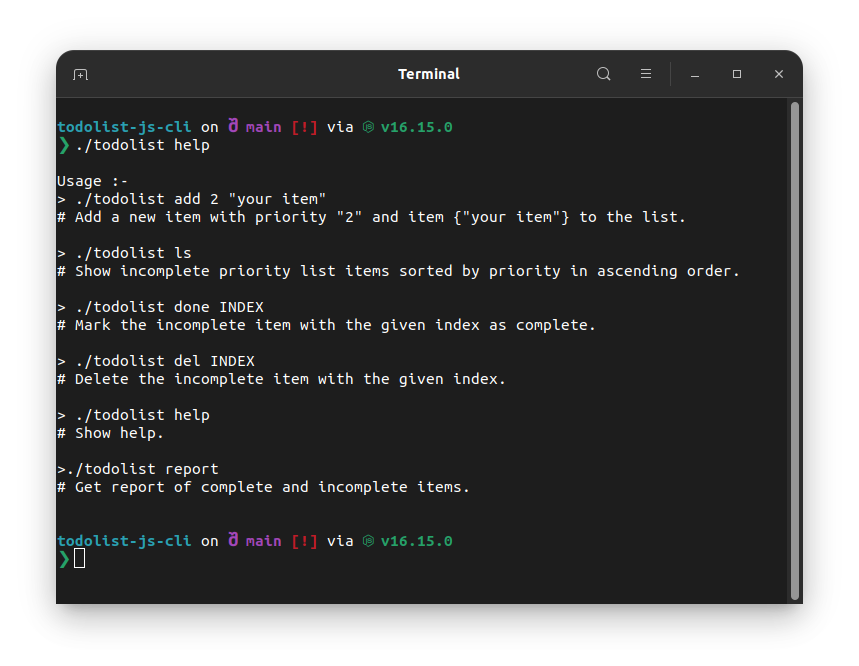 Terminal
todolist-js-cli on ð main [!] via v16.15.0
❯ ./todolist help
Usage :-
> ./todolist add 2 "your item"
# Add a new item with priority "2" and item {"your item"} to the list.
> ./todolist ls
# Show incomplete priority list items sorted by priority in ascending order.
> ./todolist done INDEX
# Mark the incomplete item with the given index as complete.
> ./todolist del INDEX
# Delete the incomplete item with the given index.
> ./todolist help
# Show help.
>./todolist report
# Get report of complete and incomplete items.
todolist-js-cli on ð main [!] via v16.15.0
❯